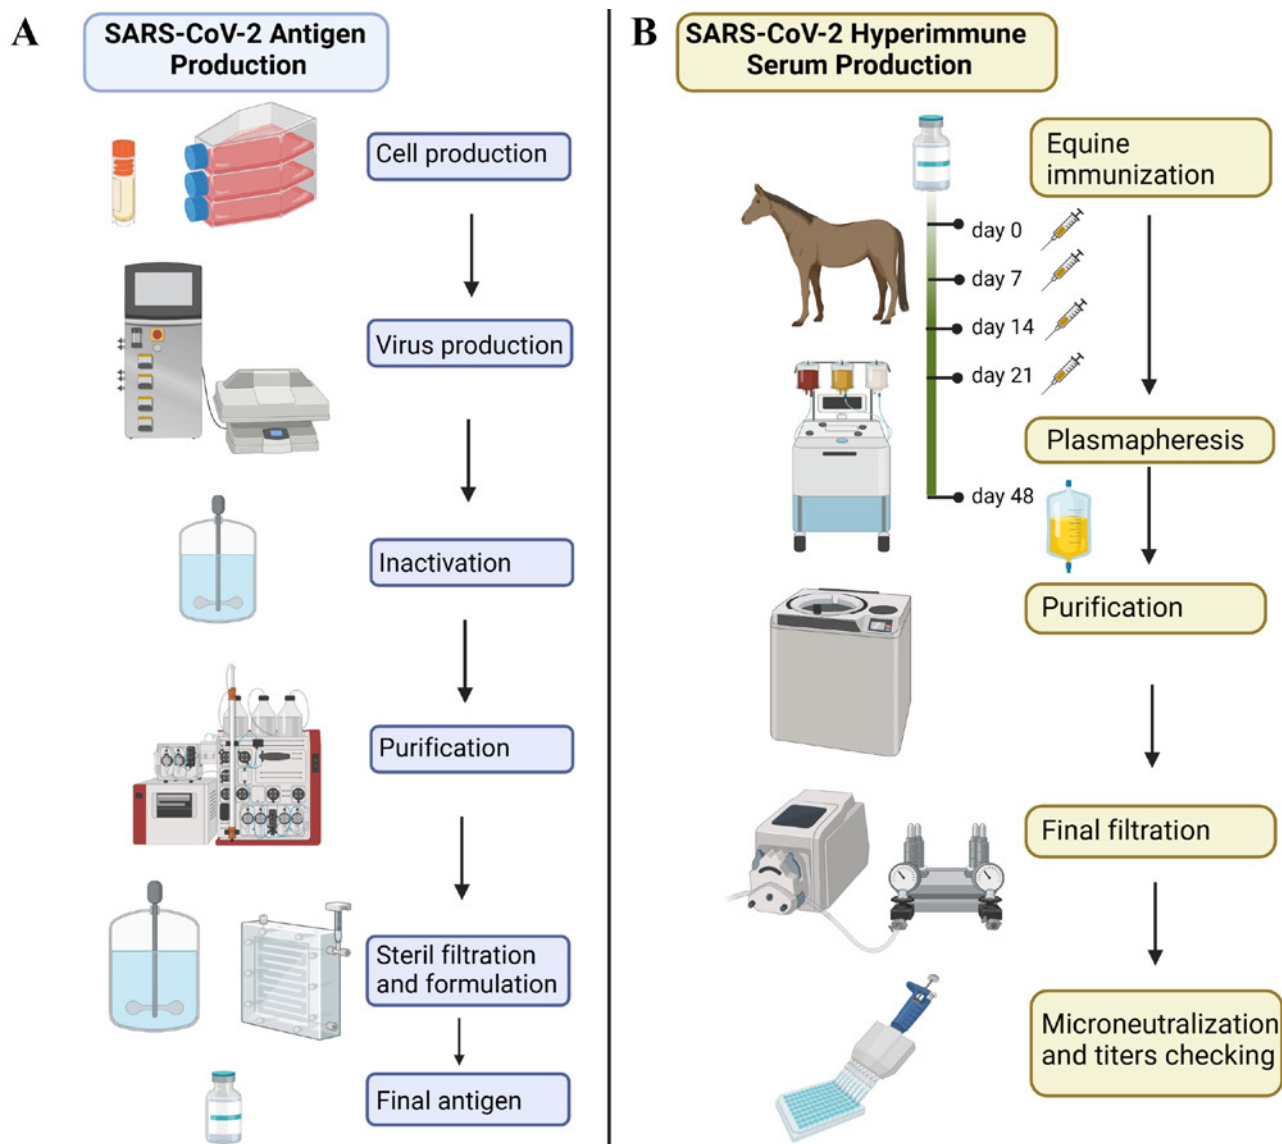 A
SARS-CoV-2 Antigen
Production
Cell production
Virus production
Inactivation
Purification
Steril filtration
and formulation
Final antigen
B
SARS-CoV-2 Hyperimmune
Serum Production
Equine
immunization
day 0
day 7
day 14
day 21
Plasmapheresis
day 48
Purification
Final filtration
Microneutralization
and titers checking